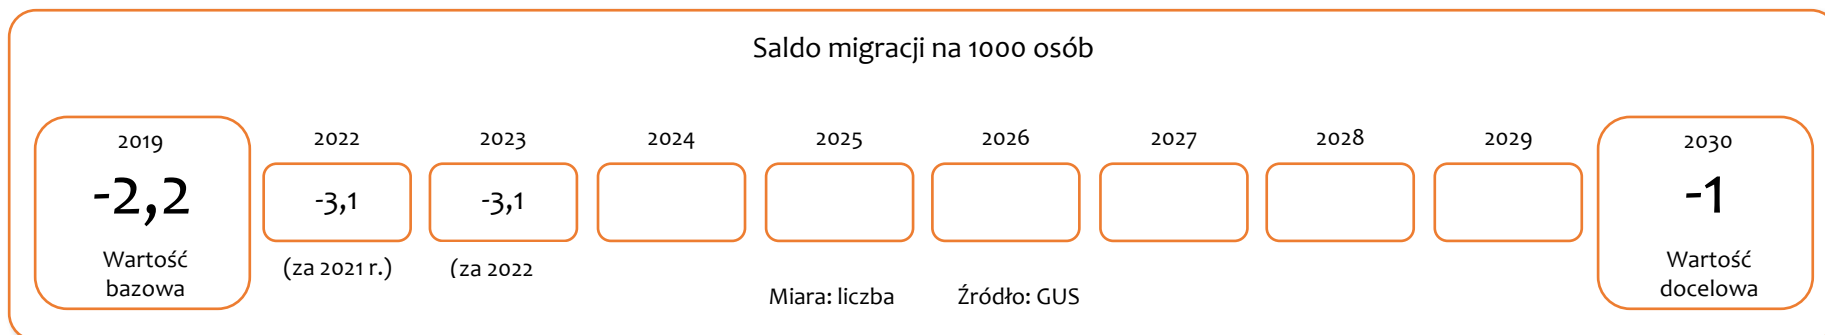 Saldo migracji na 1000 osób
2019
-2,2
Wartość
bazowa
2022
-3,1
(za 2021 r.)
2023
-3,1
(za 2022
2024
2025
2026
2027
2028
2029
2030
-1
Wartość
docelowa
Miara: liczba
Źródło: GUS